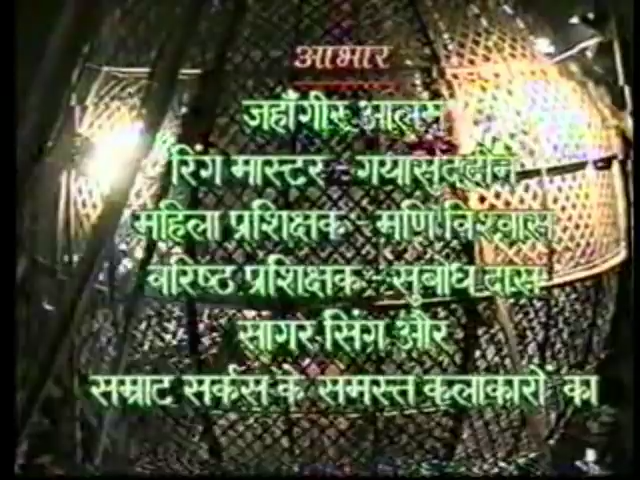 आभार
जहाँगीर आलम
रिंग मास्टर - गयासुद्दीन
महिला प्रशिक्षक - मणि विश्वास
वरिष्ठ प्रशिक्षक - सुबोध दास
सागर सिंग और
सम्राट सर्कस के समस्त कलाकारों का